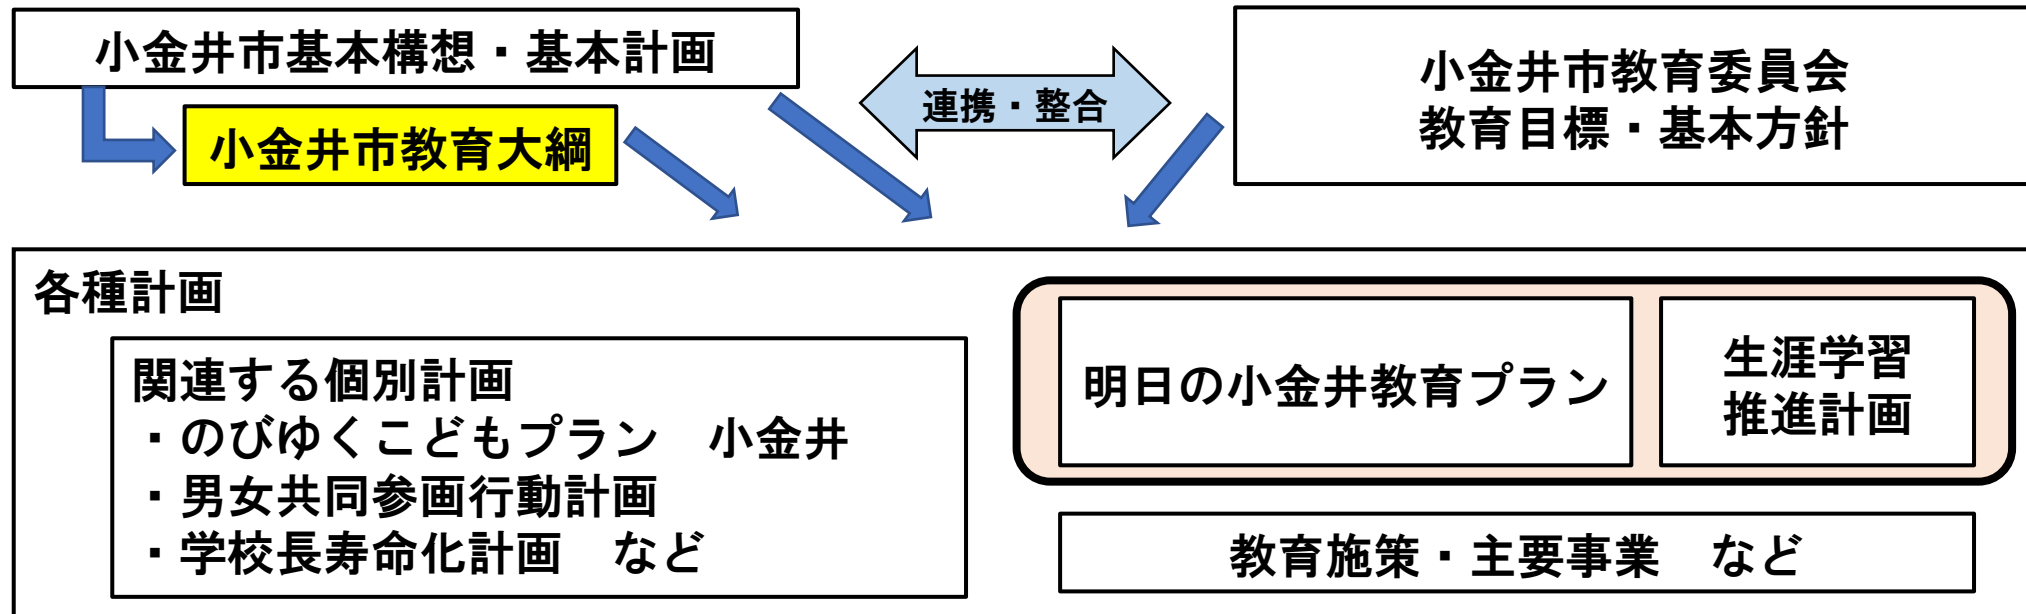 小金井市基本構想・基本計画
小金井市教育大綱
連携・整合
小金井市教育委員会
教育目標・基本方針
各種計画
関連する個別計画
・のびゆくこどもプラン　小金井
・男女共同参画行動計画
・学校長寿命化計画　など
明日の小金井教育プラン
生涯学習
推進計画
教育施策・主要事業　など